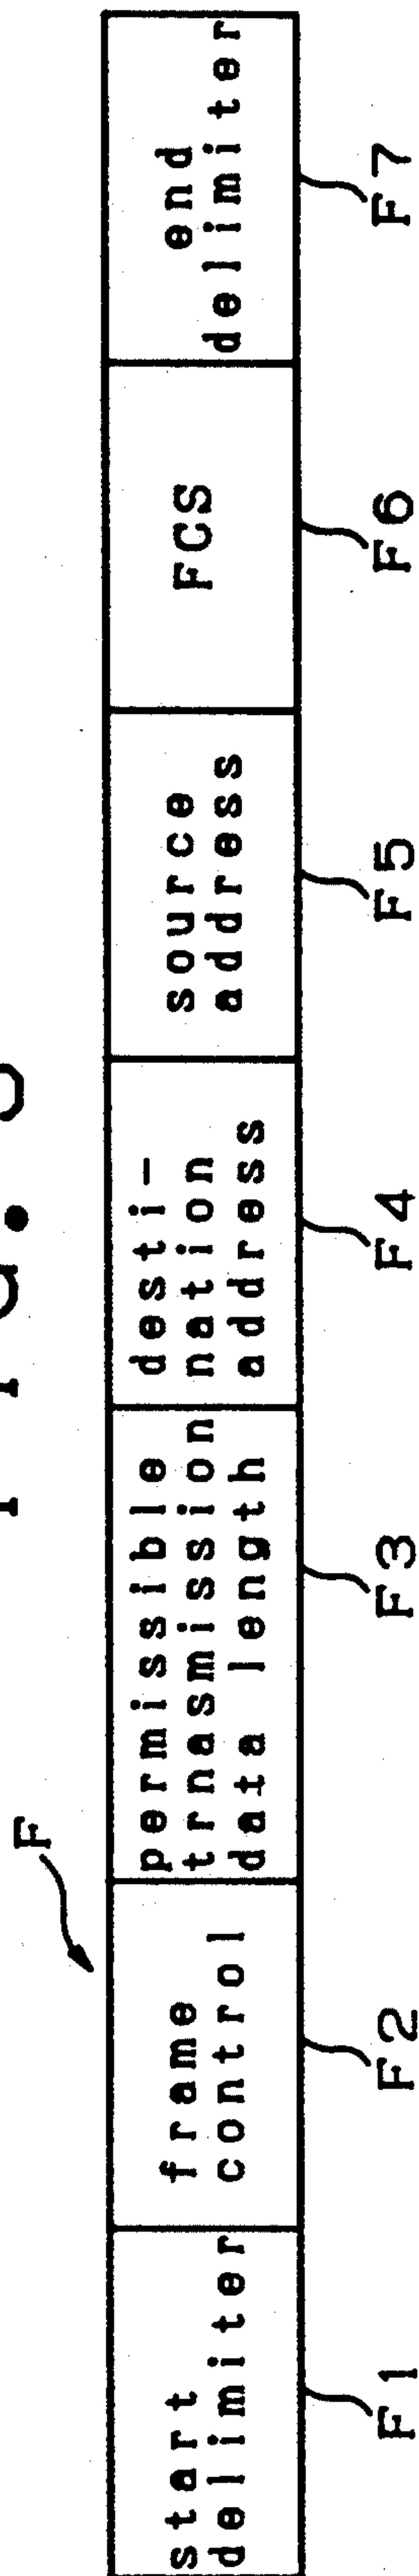 F
start
delimiter
frame
control
permissible
trnasmission
data length
desti-
nation
address
source
address
FCS
end
delimiter
F1
F2
F3
F4
F5
F6
F7